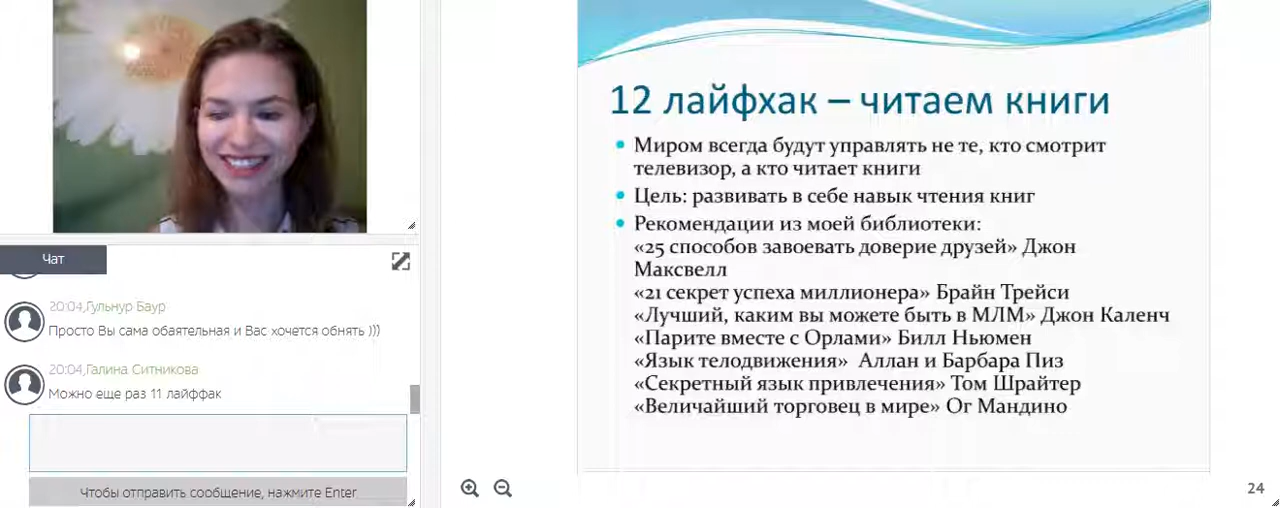 12 лайфхак – читаем книги
Миром всегда будут управлять не те, кто смотрит
телевизор, а кто читает книги
Цель: развивать в себе навык чтения книг
Рекомендации из моей библиотеки:
«25 способов завоевать доверие друзей» Джон
Максвелл
«21 секрет успеха миллионера» Брайн Трейси
«Лучший, каким вы можете быть в МЛМ» Джон Каленч
«Парите вместе с Орлами» Билл Ньюмен
«Язык телодвижения» Аллан и Барбара Пиз
«Секретный язык привлечения» Том Шрайтер
«Величайший торговец в мире» Ог Мандино
Чат
20:04,Гульнур Баур
Просто Вы сама обаятельная и Вас хочется обнять )))
20:04,Галина Ситникова
Можно еще раз 11 лайффак
Чтобы отправить сообщение, нажмите Enter
24